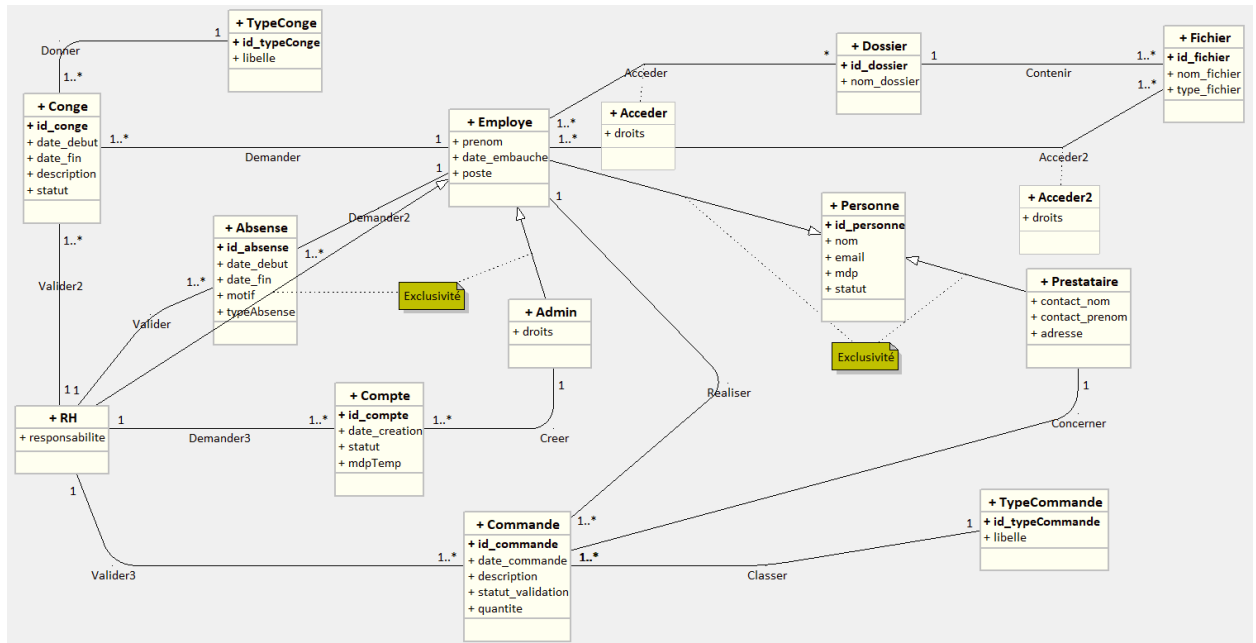 + TypeConge
+ id_typeConge
+ libelle
1
Donner
1..*
+ Conge
+ id_conge
+ date_debut
+ date_fin
+ description
+ statut
1..*
Demander
1
+ Employe
+ prenom
+ date_embauche
+ poste
1..*
Acceder
*
+ Acceder
+ droits
+ Dossier
+ id_dossier
+ nom_dossier
1
Contenir
1..*
+ Fichier
+ id_fichier
+ nom_fichier
+ type_fichier
1..*
Acceder2
1..*
+ Acceder2
+ droits
+ Personne
+ id_personne
+ nom
+ email
+ mdp
+ statut
+ Prestataire
+ contact_nom
+ contact_prenom
+ adresse
Exclusivité
1
Demander2
1..*
+ Absense
+ id_absense
+ date_debut
+ date_fin
+ motif
+ typeAbsense
Exclusivité
1..*
Valider
1
1..*
Valider2
1
+ RH
+ responsabilite
1
Demander3
1..*
+ Compte
+ id_compte
+ date_creation
+ statut
+ mdpTemp
1..*
Creer
1
+ Admin
+ droits
1
Realiser
1..*
1
Concerner
1..*
1
Valider3
1..*
+ Commande
+ id_commande
+ date_commande
+ description
+ statut_validation
+ quantite
1..*
Classer
1
+ TypeCommande
+ id_typeCommande
+ libelle